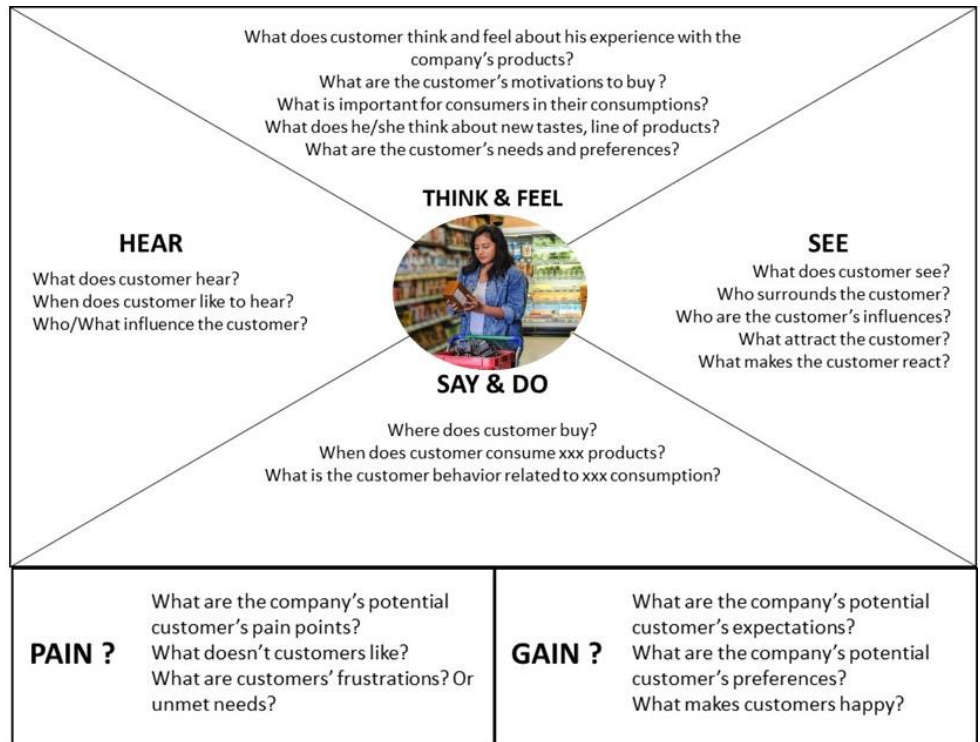 What does customer think and feel about his experience with the
company's products?
What are the customer's motivations to buy ?
What is important for consumers in their consumptions?
What does he/she think about new tastes, line of products?
What are the customer's needs and preferences?
THINK & FEEL
HEAR
What does customer hear?
When does customer like to hear?
Who/What influence the customer?
SEE
What does customer see?
Who surrounds the customer?
Who are the customer's influences?
What attract the customer?
What makes the customer react?
SAY & DO
Where does customer buy?
When does customer consume xxx products?
What is the customer behavior related to xxx consumption?
PAIN ?
What are the company's potential
customer's pain points?
What doesn't customers like?
What are customers' frustrations? Or
unmet needs?
GAIN ?
What are the company's potential
customer's expectations?
What are the company's potential
customer's preferences?
What makes customers happy?